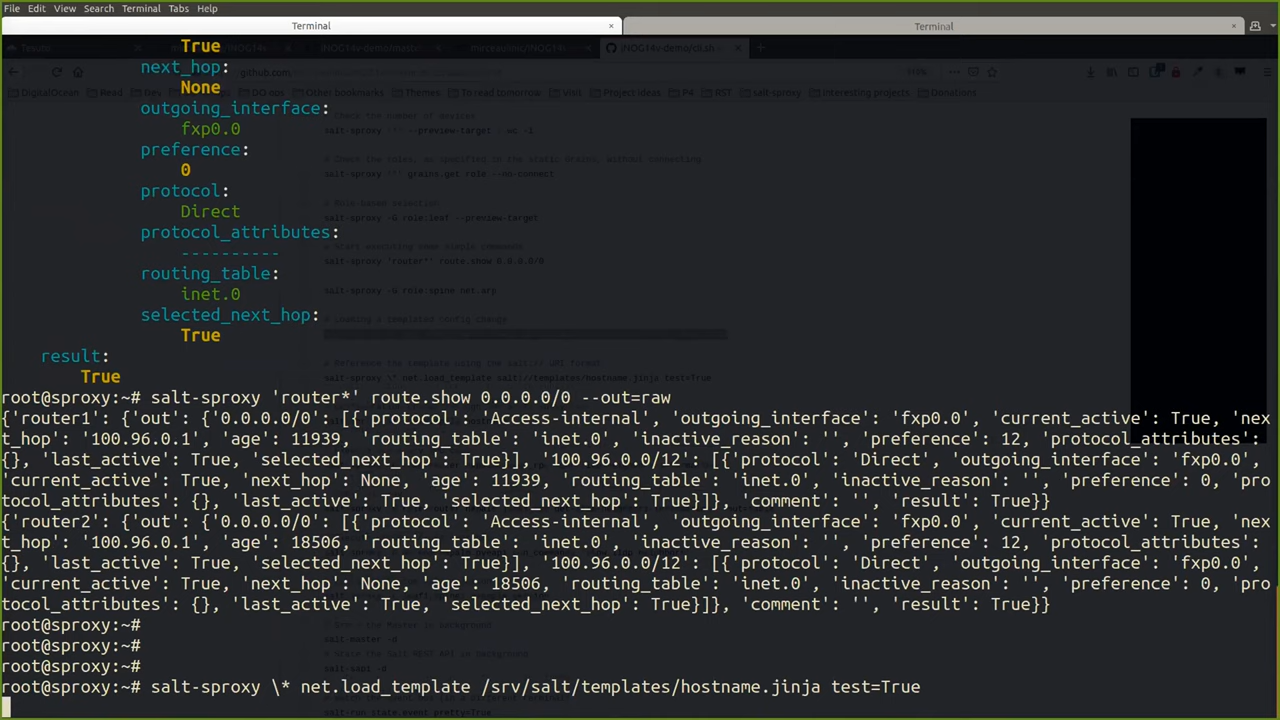 File Edit View Search Terminal Tabs Help
Terminal × Terminal ×
True
next_hop:
None
outgoing_interface:
fxp0.0
preference:
0
protocol:
Direct
protocol_attributes:
----------
routing_table:
inet.0
selected_next_hop:
True
result:
True
root@sproxy:~# salt-sproxy 'router*' route.show 0.0.0.0/0 --out=raw
{'router1': {'out': {'0.0.0.0/0': [{'protocol': 'Access-internal', 'outgoing_interface': 'fxp0.0', 'current_active': True, 'nex
t_hop': '100.96.0.1', 'age': 11939, 'routing_table': 'inet.0', 'inactive_reason': '', 'preference': 12, 'protocol_attributes':
{}, 'last_active': True, 'selected_next_hop': True}], '100.96.0.0/12': [{'protocol': 'Direct', 'outgoing_interface': 'fxp0.0',
'current_active': True, 'next_hop': None, 'age': 11939, 'routing_table': 'inet.0', 'inactive_reason': '', 'preference': 0, 'pro
tocol_attributes': {}, 'last_active': True, 'selected_next_hop': True}]}, 'comment': '', 'result': True}}
{'router2': {'out': {'0.0.0.0/0': [{'protocol': 'Access-internal', 'outgoing_interface': 'fxp0.0', 'current_active': True, 'nex
t_hop': '100.96.0.1', 'age': 18506, 'routing_table': 'inet.0', 'inactive_reason': '', 'preference': 12, 'protocol_attributes':
{}, 'last_active': True, 'selected_next_hop': True}], '100.96.0.0/12': [{'protocol': 'Direct', 'outgoing_interface': 'fxp0.0',
'current_active': True, 'next_hop': None, 'age': 18506, 'routing_table': 'inet.0', 'inactive_reason': '', 'preference': 0, 'pro
tocol_attributes': {}, 'last_active': True, 'selected_next_hop': True}]}, 'comment': '', 'result': True}}
root@sproxy:~#
root@sproxy:~#
root@sproxy:~#
root@sproxy:~# salt-sproxy \* net.load_template /srv/salt/templates/hostname.jinja test=True